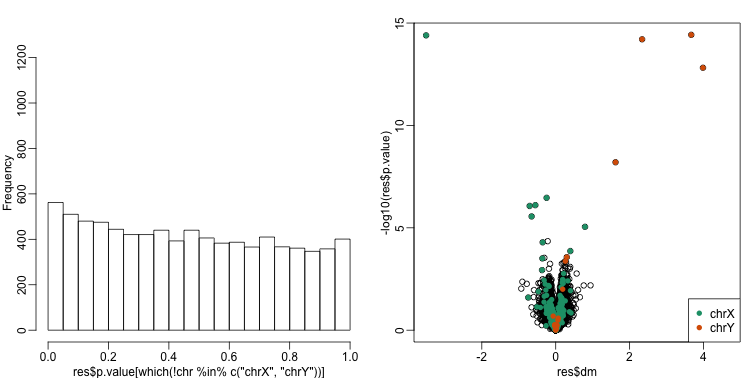 Frequency
1200
1000
800
600
400
200
0
0.0 0.2 0.4 0.6 0.8 1.0
res$p.value[which(!chr %in% c("chrX", "chrY"))]
-log10(res$p.value)
15
10
5
0
-2 0 2 4
res$dm
chrX
chrY